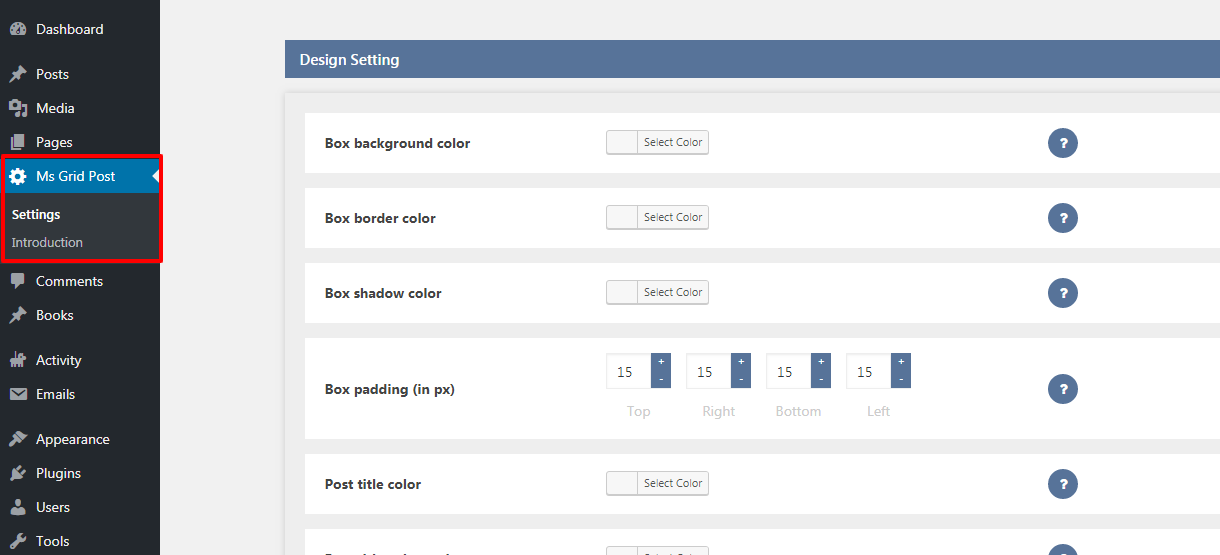 Dashboard
Posts
Media
Pages
Ms Grid Post
Settings
Introduction
Comments
Books
Activity
Emails
Appearance
Plugins
Users
Tools
Design Setting
Box background color
Select Color
?
Box border color
Select Color
?
Box shadow color
Select Color
?
Box padding (in px)
15 + -
15 + -
15 + -
15 + -
Top Right Bottom Left
?
Post title color
Select Color
?